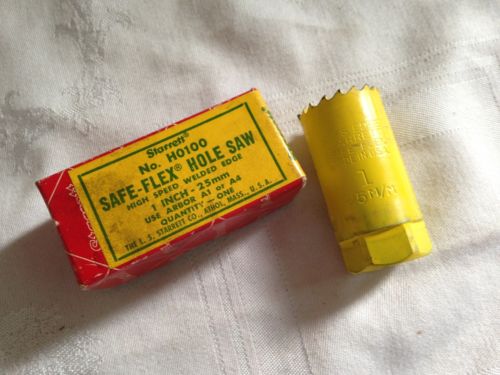 Starrett®
No. H0100
SAFE-FLEX® HOLE SAW
HIGH SPEED WELDED EDGE
1 INCH - 25mm
USE ARBOR A1 OF A4
QUANTITY - ONE
THE L. S. STARRETT CO., ATHOL, MASS., U.S.A.
1